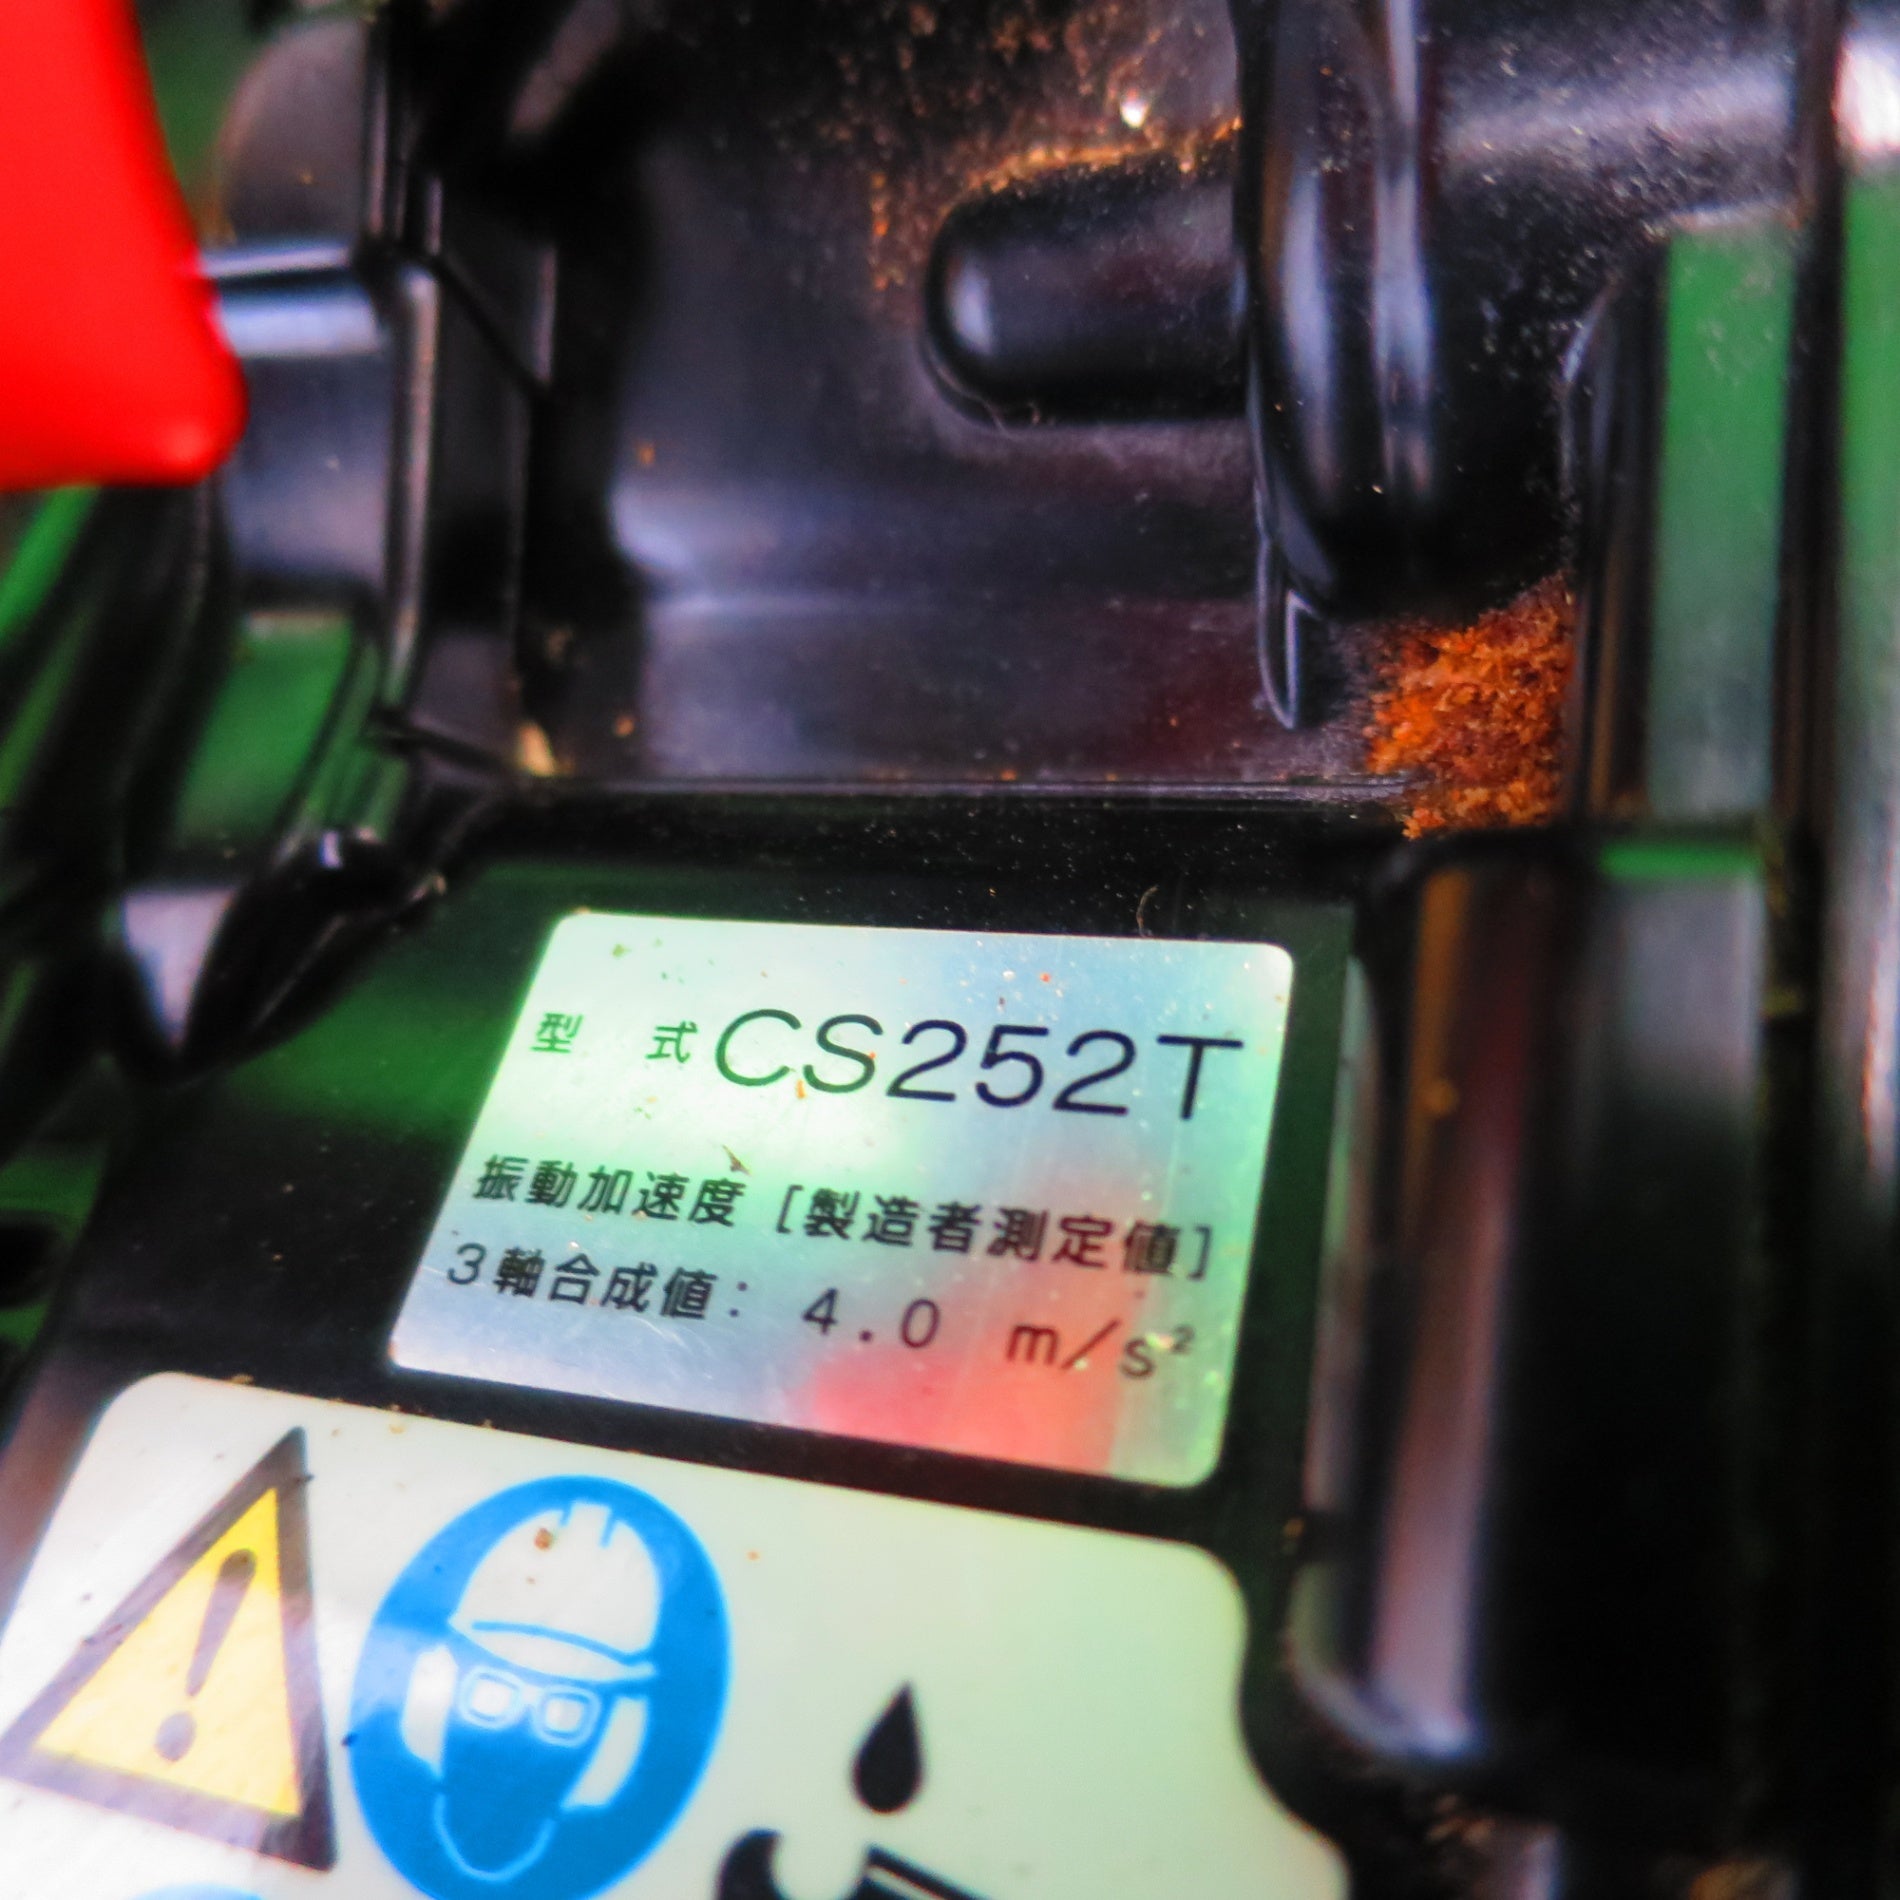 型 式 CS252T
振動加速度 [製造者測定値]
3軸合成値: 4.0 m/s²